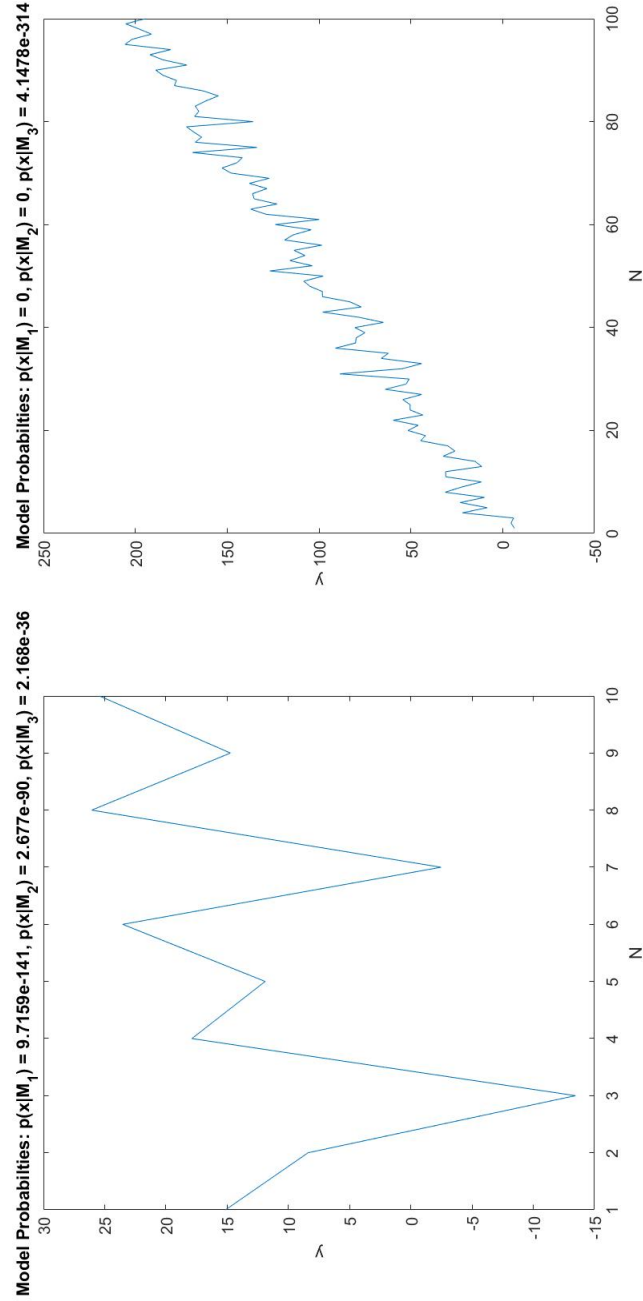 Model Probabilties: p(x|M1) = 9.7159e-141, p(x|M2) = 2.677e-90, p(x|M3) = 2.168e-36
30
25
20
15
10
5
0
-5
-10
-15
y
1 2 3 4 5 6 7 8 9 10
N
Model Probabilties: p(x|M1) = 0, p(x|M2) = 0, p(x|M3) = 4.1478e-314
250
200
150
100
50
0
-50
y
0 20 40 60 80 100
N